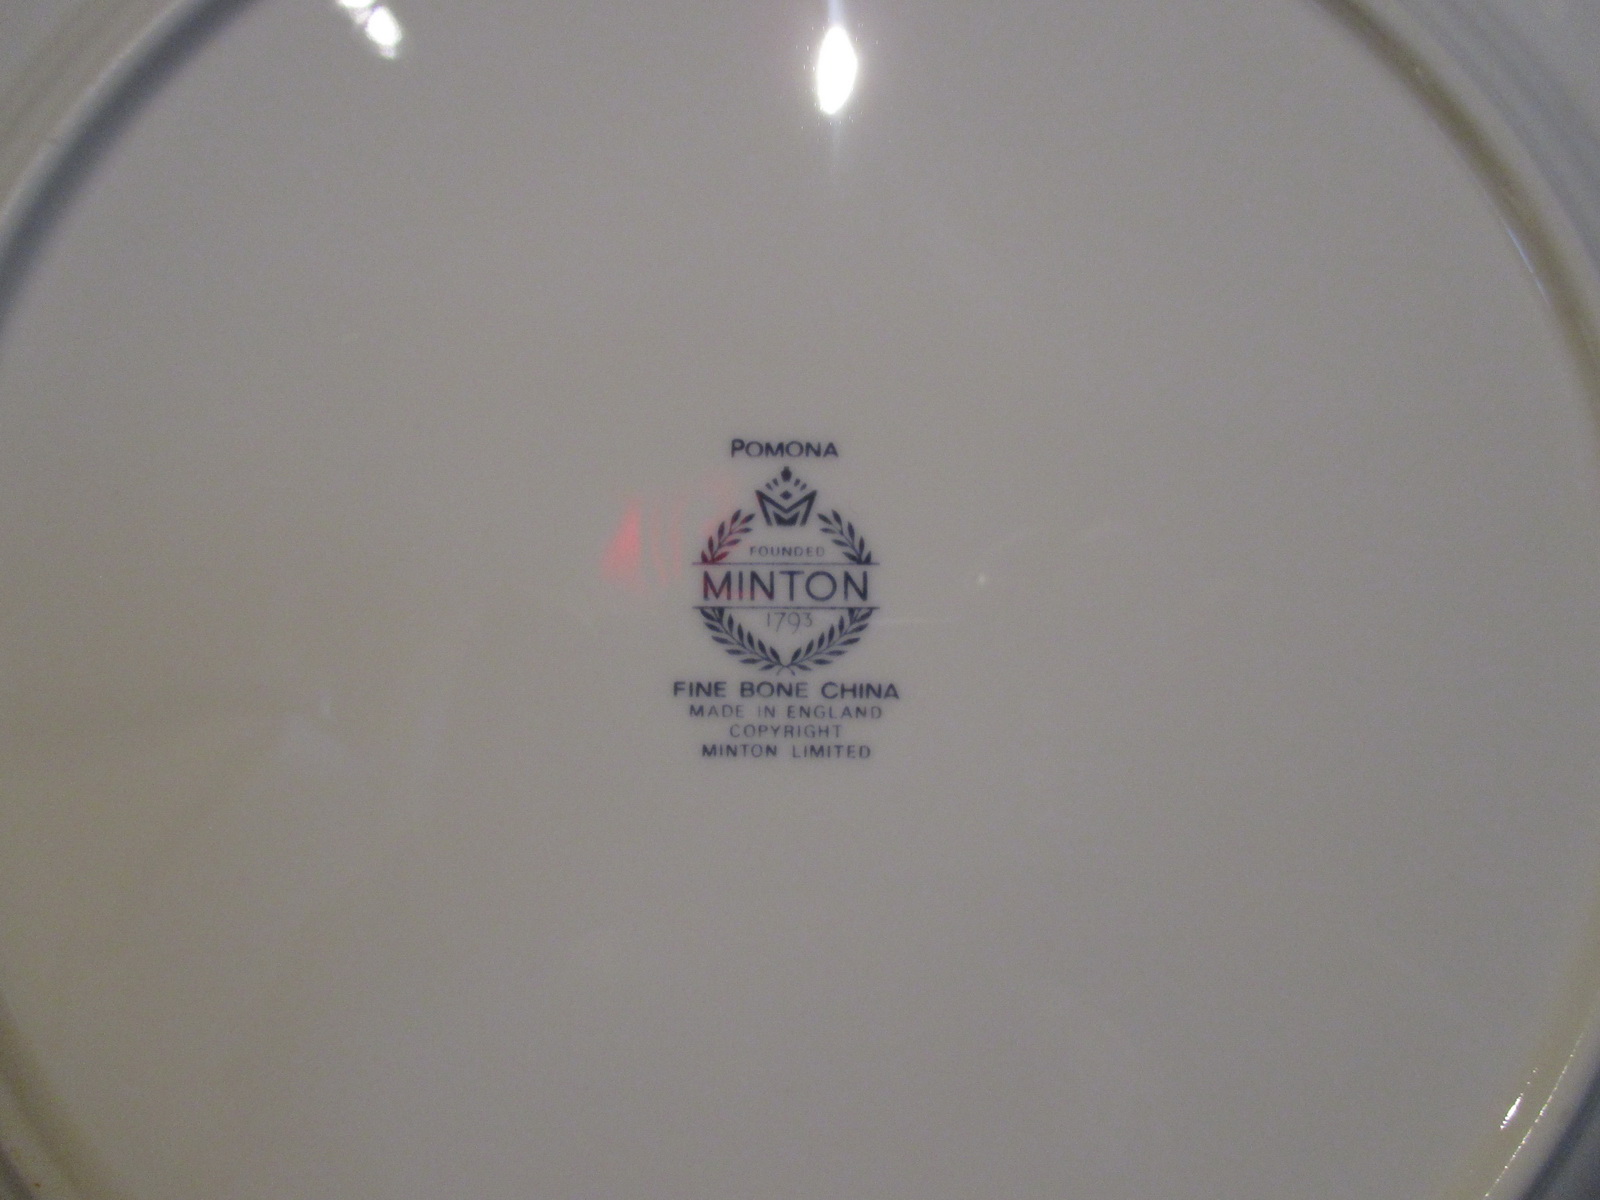 POMONA
FOUNDED
MINTON
1793
FINE BONE CHINA
MADE IN ENGLAND
COPYRIGHT
MINTON LIMITED